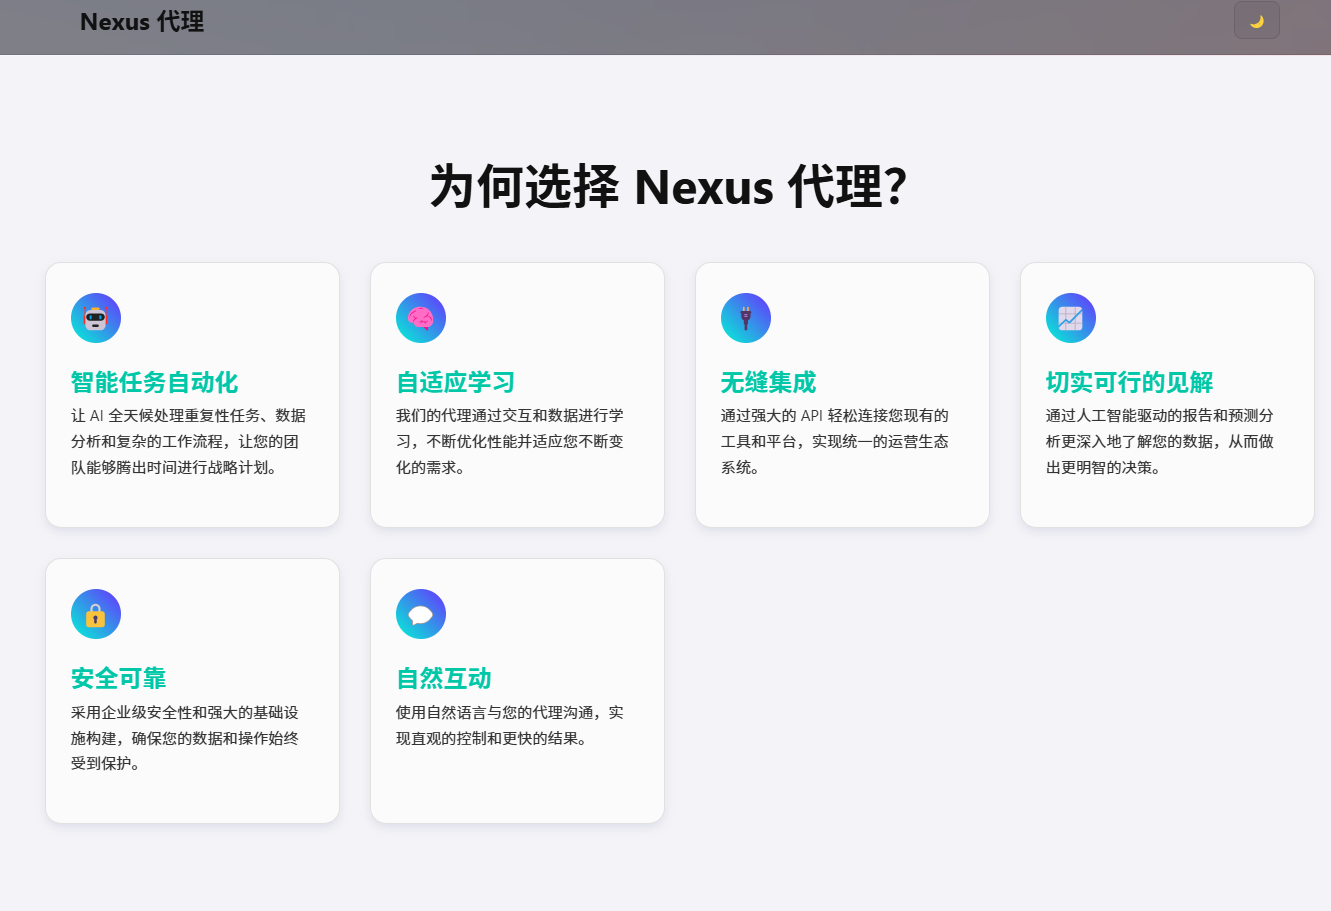 Nexus 代理
为何选择 Nexus 代理？
智能任务自动化
让 AI 全天候处理重复性任务、数据
分析和复杂的工作流程，让您的团
队能够腾出时间进行战略计划。
自适应学习
我们的代理通过交互和数据进行学
习，不断优化性能并适应您不断变
化的需求。
无缝集成
通过强大的 API 轻松连接您现有的
工具和平台，实现统一的运营生态
系统。
切实可行的见解
通过人工智能驱动的报告和预测分
析更深入地了解您的数据，从而做
出更明智的决策。
安全可靠
采用企业级安全性和强大的基础设
施构建，确保您的数据和操作始终
受到保护。
自然互动
使用自然语言与您的代理沟通，实
现直观的控制和更快的结果。